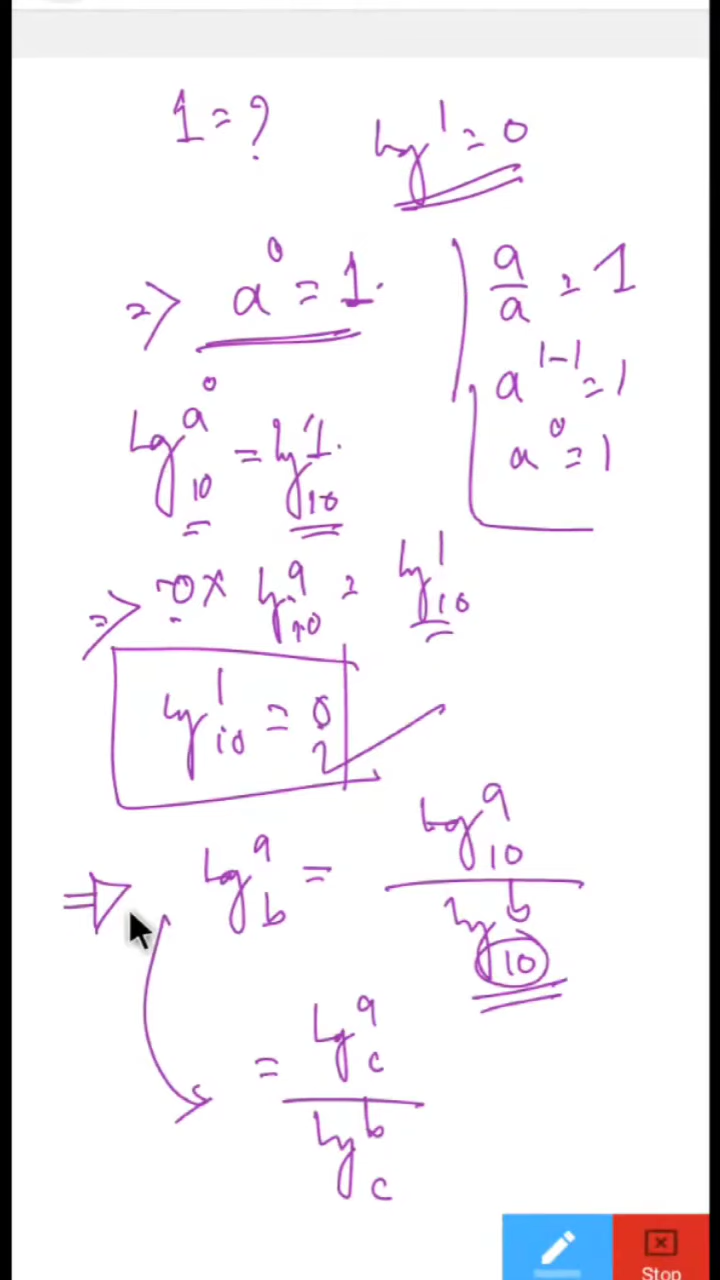 1 = ?
log 1 = 0
=> a⁰ = 1.
a/a = 1
a¹⁻¹ = 1
a⁰ = 1
log₁₀ a⁰ = log₁₀ 1.
=> 0 × log₁₀ a = log₁₀ 1
log₁₀ 1 = 0
=> log_b a = log₁₀ a / log₁₀ b
= log_c a / log_c b
Stop